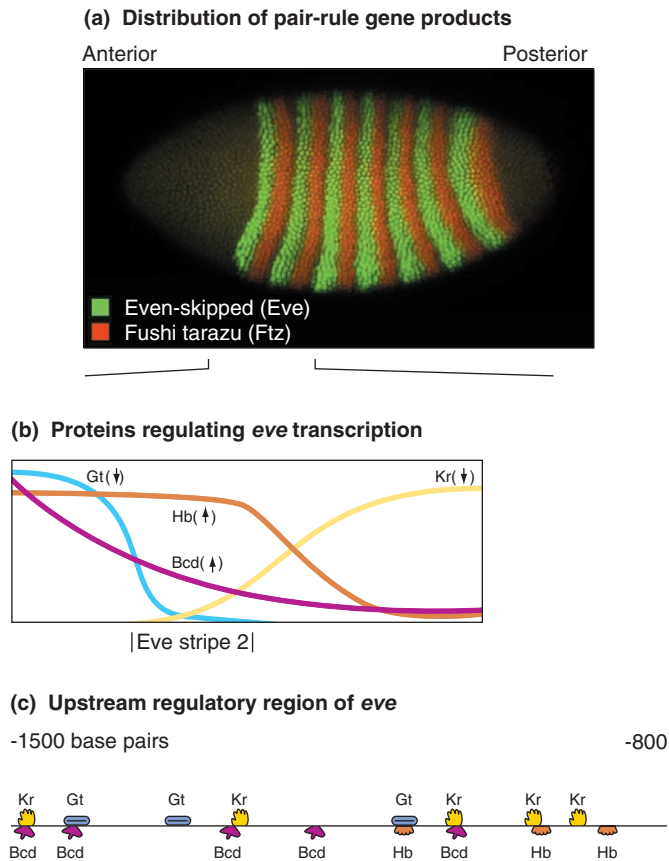 (a) Distribution of pair-rule gene products
Anterior Posterior
Even-skipped (Eve)
Fushi tarazu (Ftz)
(b) Proteins regulating eve transcription
Gt(↓) Kr(↓)
Hb(↑)
Bcd(↑)
|Eve stripe 2|
(c) Upstream regulatory region of eve
-1500 base pairs -800
Kr Gt Gt Kr Gt Kr Kr Kr
Bcd Bcd Bcd Bcd Hb Bcd Hb Hb